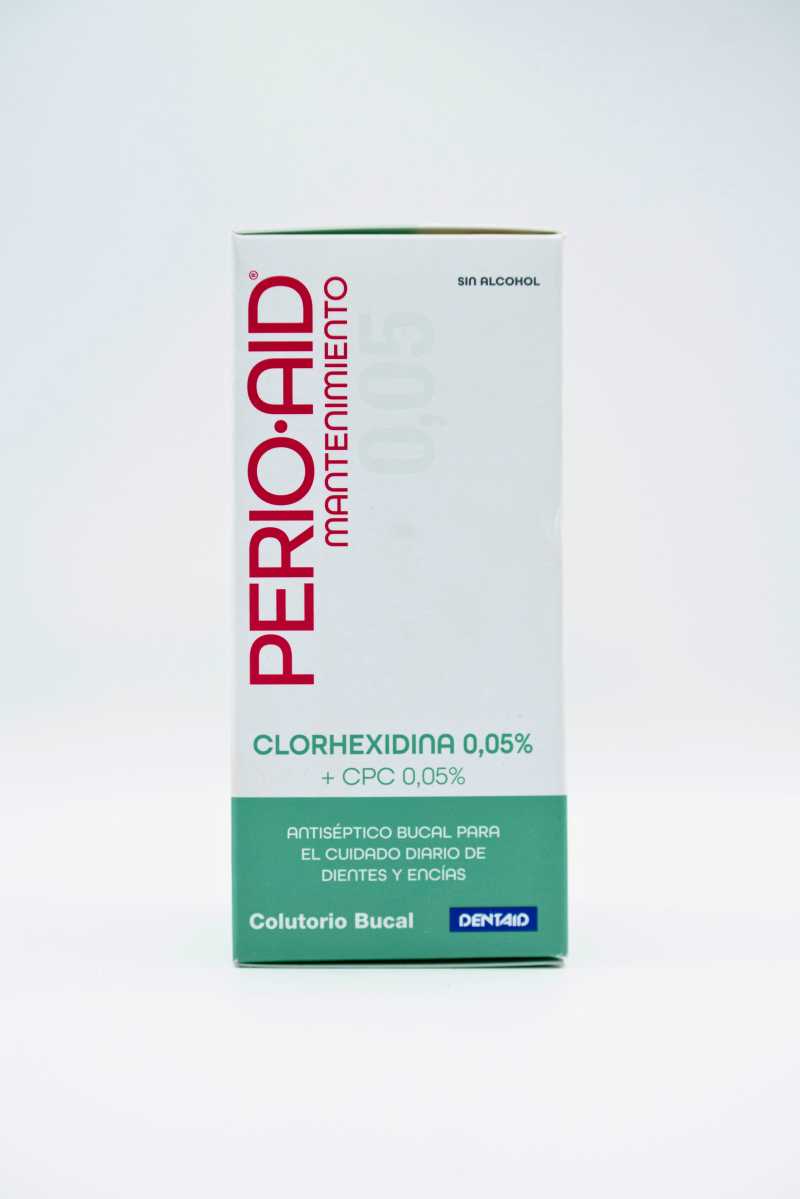 SIN ALCOHOL
PERIO·AID®
MANTENIMIENTO
0,05
CLORHEXIDINA 0,05%
+ CPC 0,05%
ANTISÉPTICO BUCAL PARA
EL CUIDADO DIARIO DE
DIENTES Y ENCÍAS
Colutorio Bucal
DENTAID